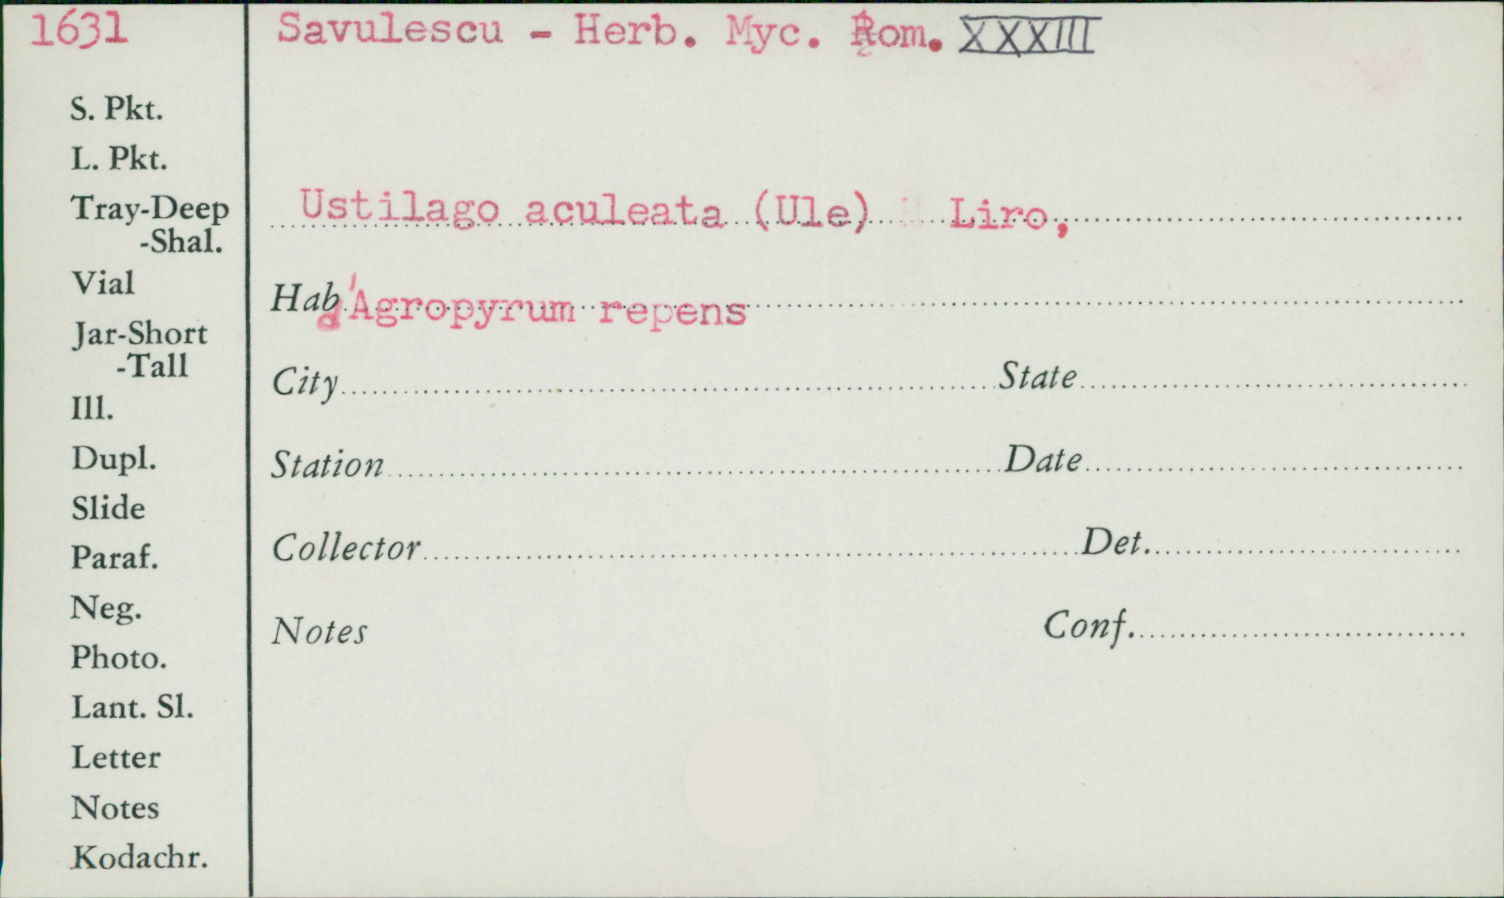 1631
Savulescu - Herb. Myc. Rom. XXXIII
S. Pkt.
L. Pkt.
Tray-Deep
-Shal.
Vial
Jar-Short
-Tall
Ill.
Dupl.
Slide
Paraf.
Neg.
Photo.
Lant. Sl.
Letter
Notes
Kodachr.
Ustilago aculeata (Ule) Liro,
Hab. Agropyrum repens
City State
Station Date
Collector Det.
Notes Conf.